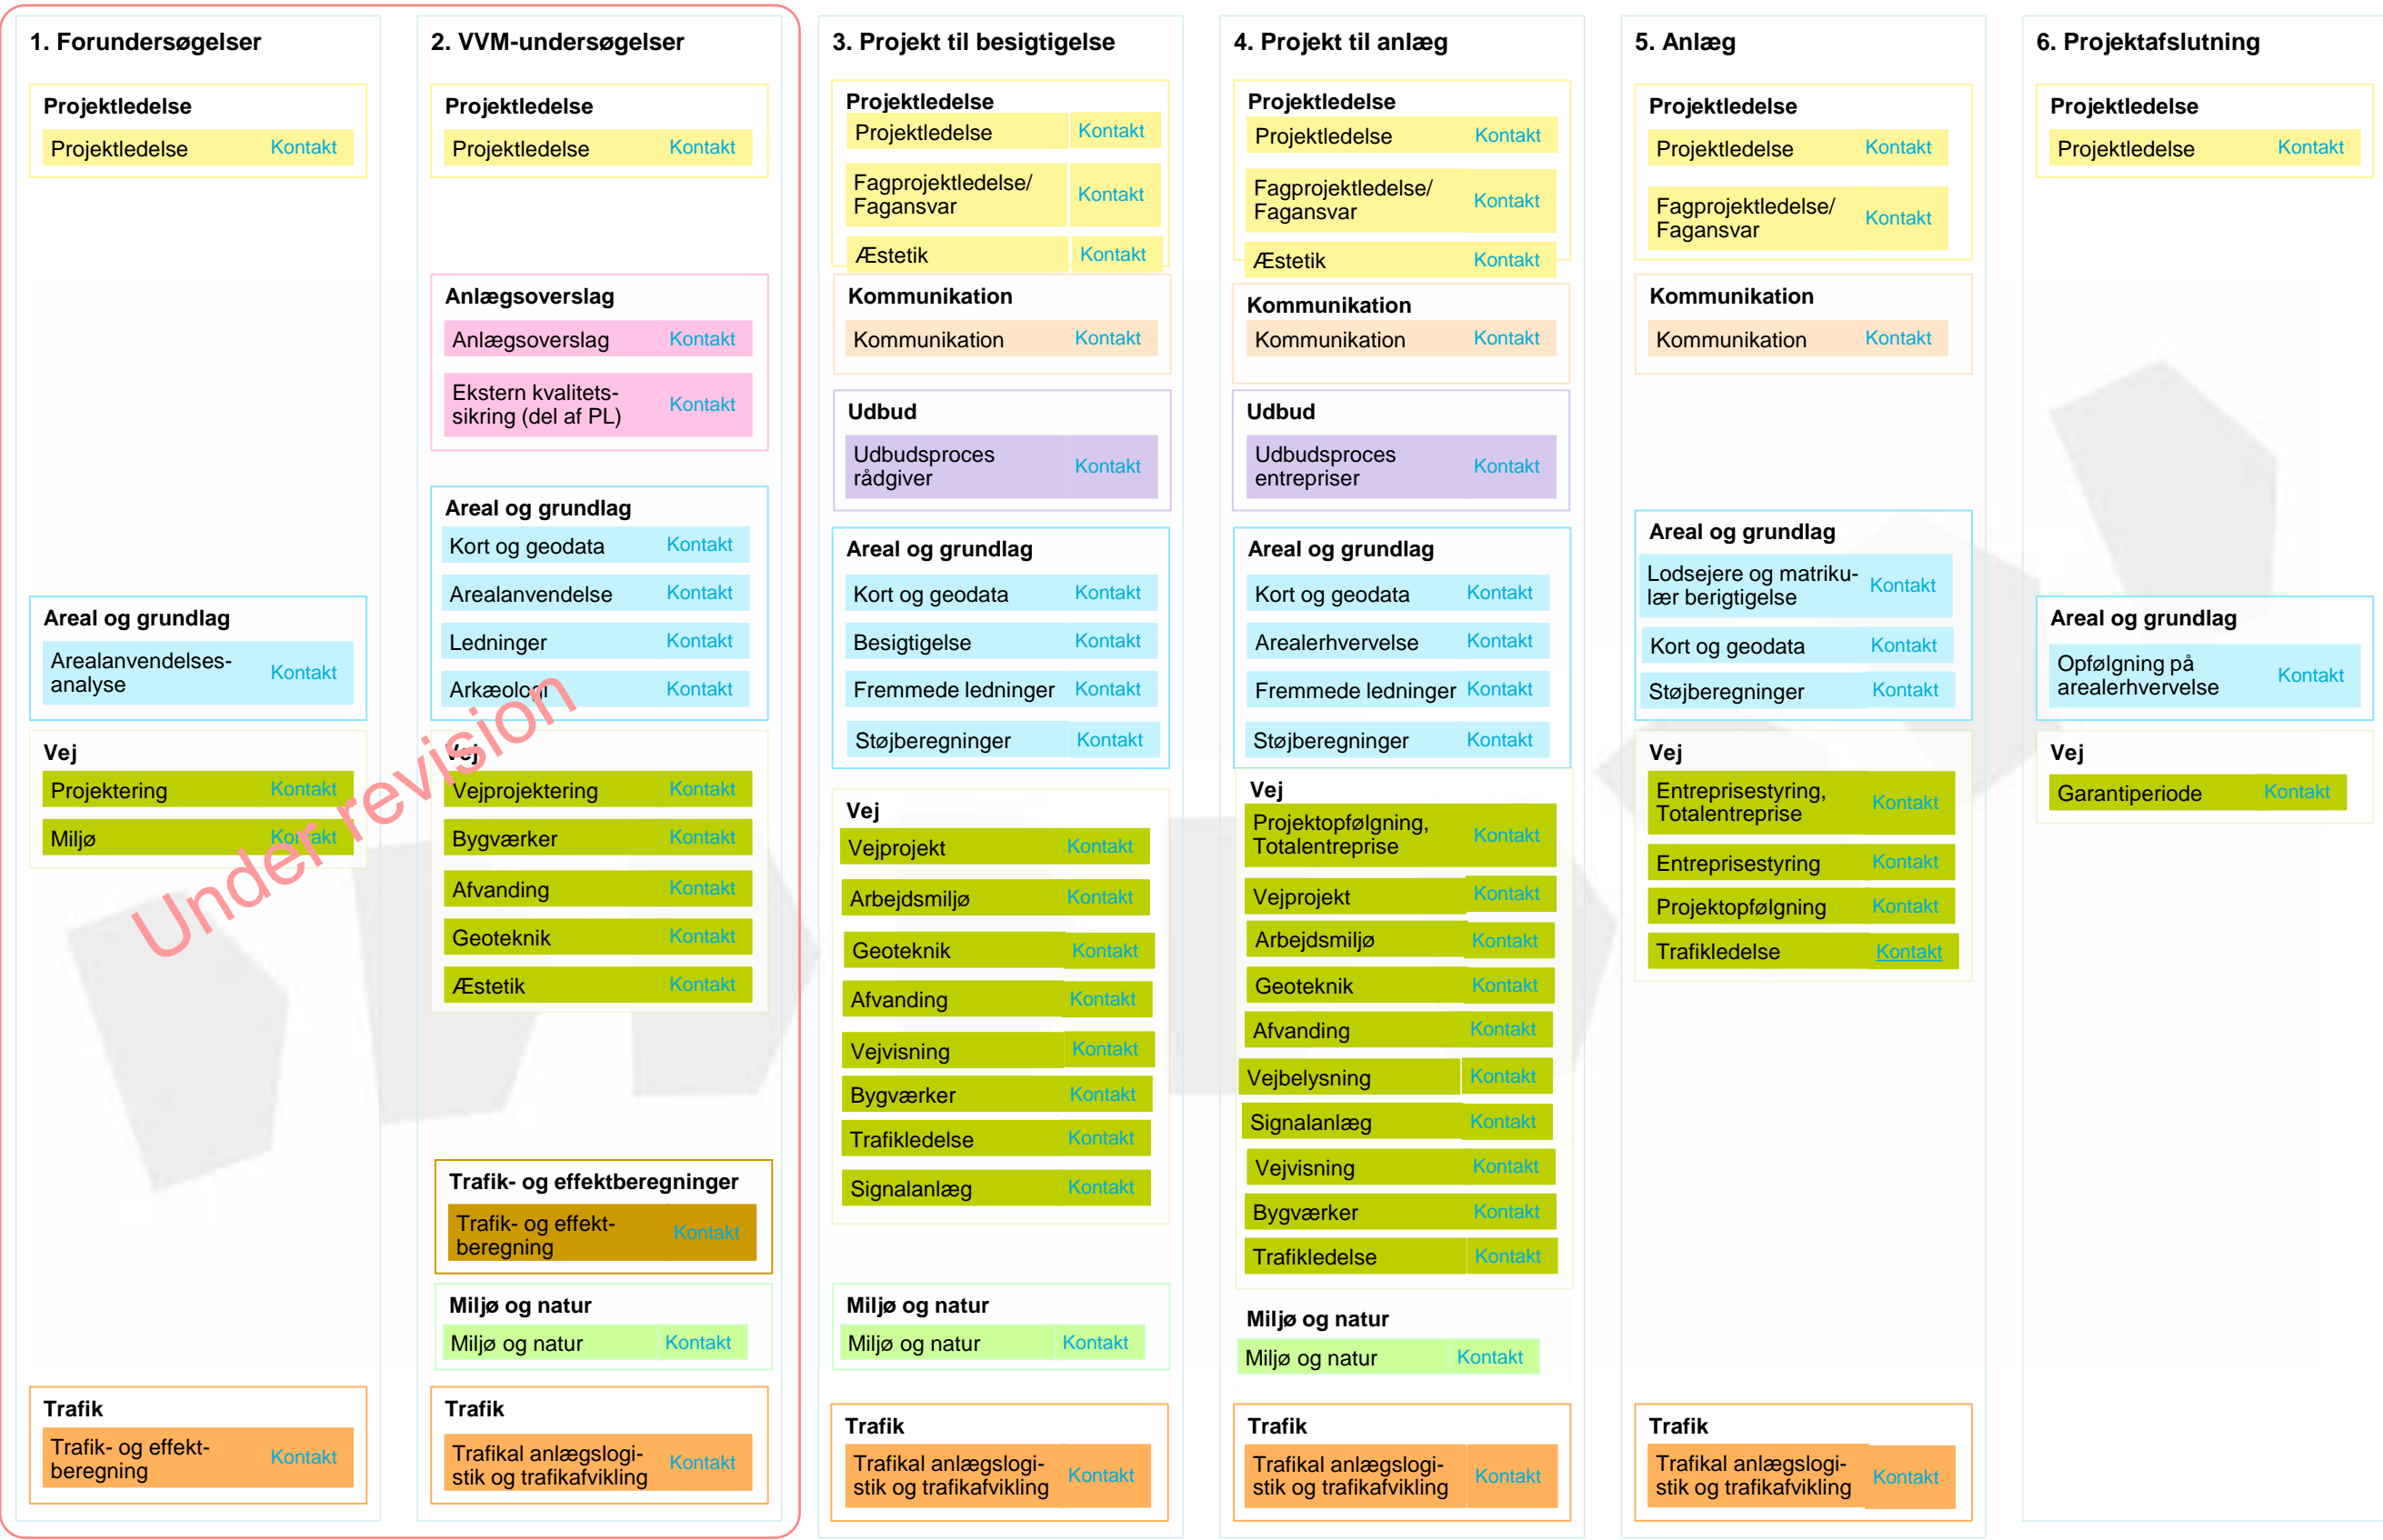 1. Forundersøgelser
Projektledelse
Projektledelse Kontakt
Areal og grundlag
Arealanvendelses-
analyse Kontakt
Vej
Projektering Kontakt
Miljø Kontakt
Trafik
Trafik- og effekt-
beregning Kontakt
2. VVM-undersøgelser
Projektledelse
Projektledelse Kontakt
Anlægsoverslag
Anlægsoverslag Kontakt
Ekstern kvalitets-
sikring (del af PL) Kontakt
Areal og grundlag
Kort og geodata Kontakt
Arealanvendelse Kontakt
Ledninger Kontakt
Arkæologi Kontakt
Vej
Vejprojektering Kontakt
Bygværker Kontakt
Afvanding Kontakt
Geoteknik Kontakt
Æstetik Kontakt
Trafik- og effektberegninger
Trafik- og effekt-
beregning Kontakt
Miljø og natur
Miljø og natur Kontakt
Trafik
Trafikal anlægslogi-
stik og trafikafvikling Kontakt
Under revision
3. Projekt til besigtigelse
Projektledelse
Projektledelse Kontakt
Fagprojektledelse/
Fagansvar Kontakt
Æstetik Kontakt
Kommunikation
Kommunikation Kontakt
Udbud
Udbudsproces
rådgiver Kontakt
Areal og grundlag
Kort og geodata Kontakt
Besigtigelse Kontakt
Fremmede ledninger Kontakt
Støjberegninger Kontakt
Vej
Vejprojekt Kontakt
Arbejdsmiljø Kontakt
Geoteknik Kontakt
Afvanding Kontakt
Vejvisning Kontakt
Bygværker Kontakt
Trafikledelse Kontakt
Signalanlæg Kontakt
Miljø og natur
Miljø og natur Kontakt
Trafik
Trafikal anlægslogi-
stik og trafikafvikling Kontakt
4. Projekt til anlæg
Projektledelse
Projektledelse Kontakt
Fagprojektledelse/
Fagansvar Kontakt
Æstetik Kontakt
Kommunikation
Kommunikation Kontakt
Udbud
Udbudsproces
entrepriser Kontakt
Areal og grundlag
Kort og geodata Kontakt
Arealerhvervelse Kontakt
Fremmede ledninger Kontakt
Støjberegninger Kontakt
Vej
Projektopfølgning,
Totalentreprise Kontakt
Vejprojekt Kontakt
Arbejdsmiljø Kontakt
Geoteknik Kontakt
Afvanding Kontakt
Vejbelysning Kontakt
Signalanlæg Kontakt
Vejvisning Kontakt
Bygværker Kontakt
Trafikledelse Kontakt
Miljø og natur
Miljø og natur Kontakt
Trafik
Trafikal anlægslogi-
stik og trafikafvikling Kontakt
5. Anlæg
Projektledelse
Projektledelse Kontakt
Fagprojektledelse/
Fagansvar Kontakt
Kommunikation
Kommunikation Kontakt
Areal og grundlag
Lodsejere og matriku-
lær berigtigelse Kontakt
Kort og geodata Kontakt
Støjberegninger Kontakt
Vej
Entreprisestyring,
Totalentreprise Kontakt
Entreprisestyring Kontakt
Projektopfølgning Kontakt
Trafikledelse Kontakt
Trafik
Trafikal anlægslogi-
stik og trafikafvikling Kontakt
6. Projektafslutning
Projektledelse
Projektledelse Kontakt
Areal og grundlag
Opfølgning på
arealerhvervelse Kontakt
Vej
Garantiperiode Kontakt